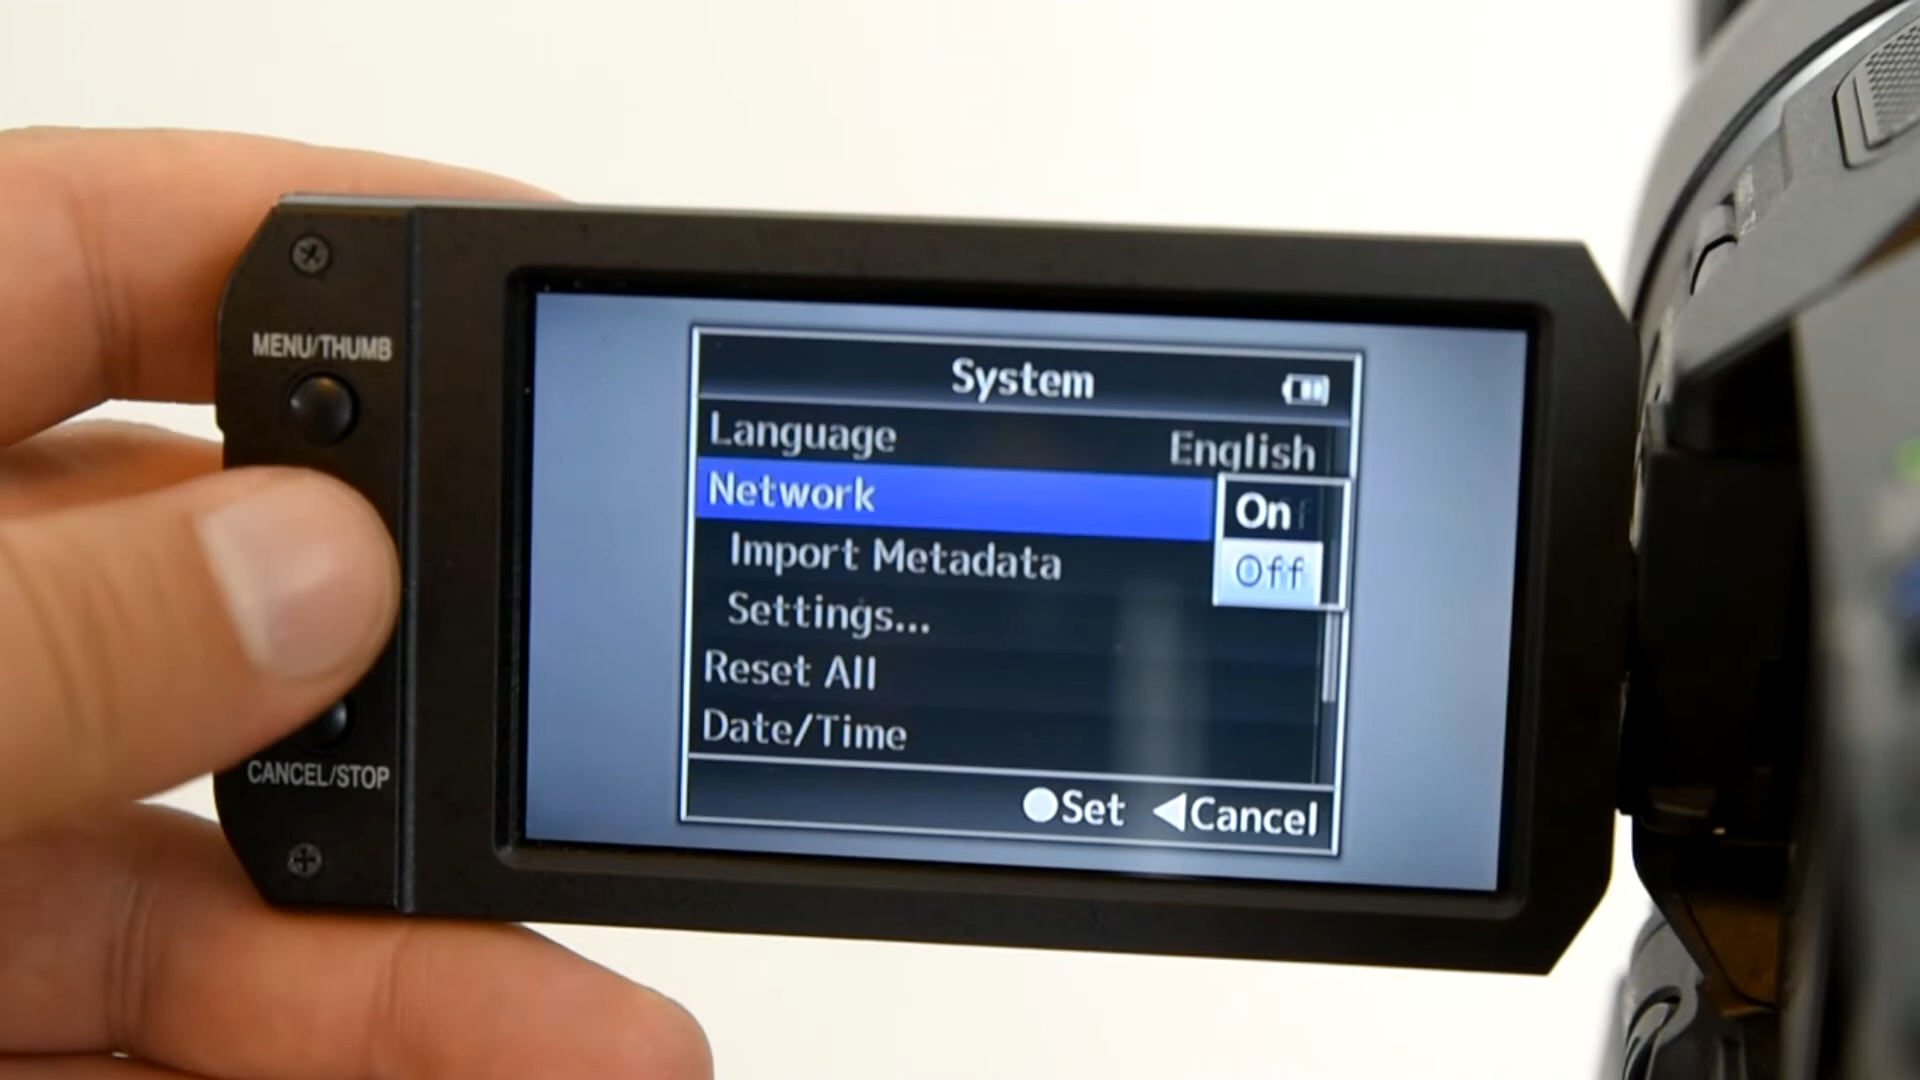 MENU/THUMB
System
Language English
Network On
Off
Import Metadata
Settings...
Reset All
Date/Time
Set Cancel
CANCEL/STOP